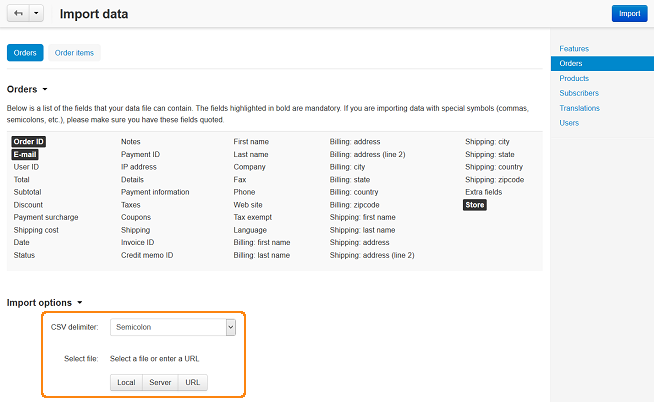 Import data
Import
Orders
Order items
Features
Orders
Products
Subscribers
Translations
Users
Orders
Below is a list of the fields that your data file can contain. The fields highlighted in bold are mandatory. If you are importing data with special symbols (commas,
semicolons, etc.), please make sure you have these fields quoted.
Order ID
E-mail
User ID
Total
Subtotal
Discount
Payment surcharge
Shipping cost
Date
Status
Notes
Payment ID
IP address
Details
Payment information
Taxes
Coupons
Shipping
Invoice ID
Credit memo ID
First name
Last name
Company
Fax
Phone
Web site
Tax exempt
Language
Billing: first name
Billing: last name
Billing: address
Billing: address (line 2)
Billing: city
Billing: state
Billing: country
Billing: zipcode
Shipping: first name
Shipping: last name
Shipping: address
Shipping: address (line 2)
Shipping: city
Shipping: state
Shipping: country
Shipping: zipcode
Extra fields
Store
Import options
CSV delimiter: Semicolon
Select file: Select a file or enter a URL
Local Server URL